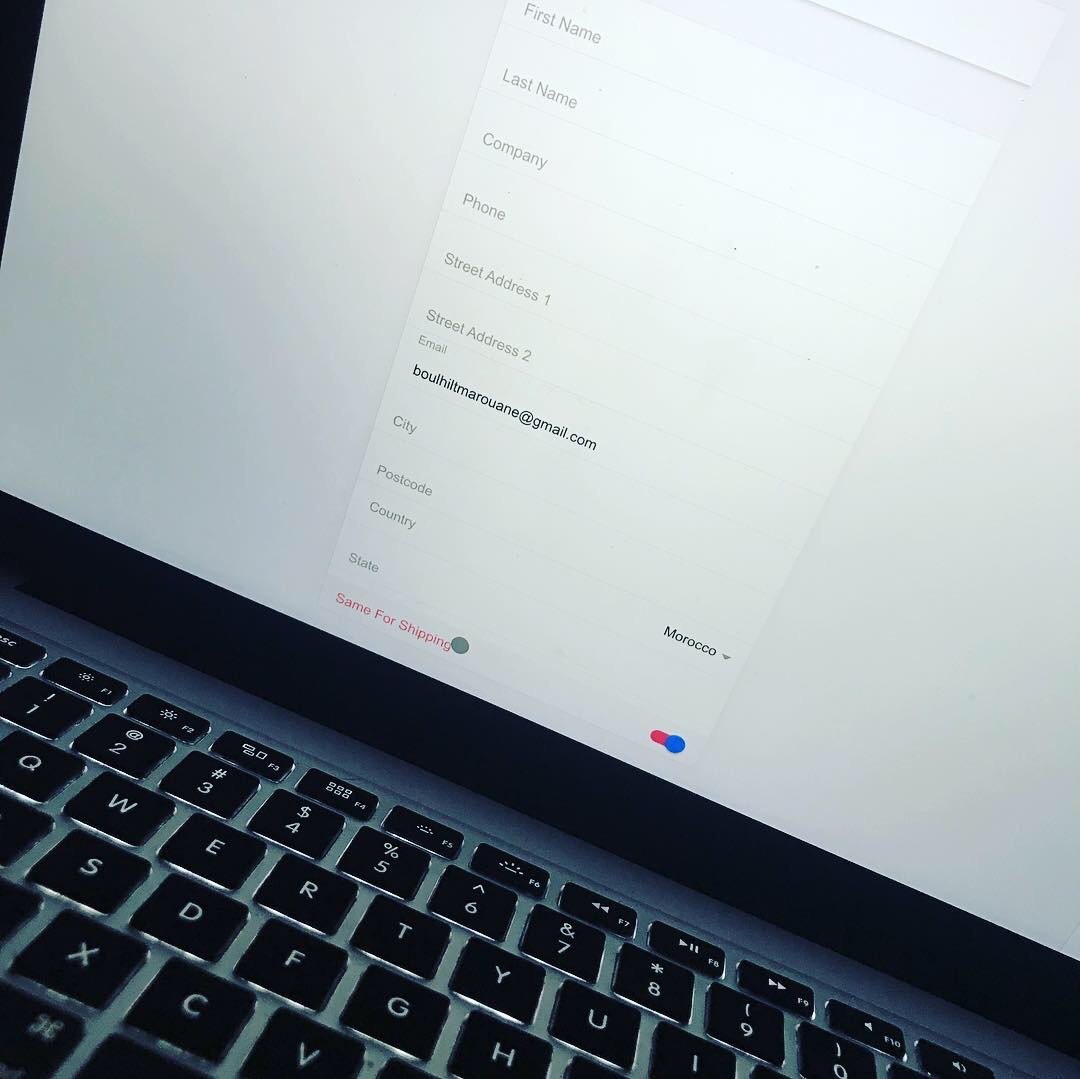 First Name
Last Name
Company
Phone
Street Address 1
Street Address 2
Email
boulhiltmarouane@gmail.com
City
Postcode
Country
Morocco
State
Same For Shipping
esc
F1
F2
F3
F4
F5
F6
F7
F8
F9
F10
! 1
@ 2
# 3
$ 4
% 5
^ 6
& 7
* 8
( 9
) 0
Q
W
E
R
T
Y
U
I
S
D
F
G
H
X
C
V
⌘